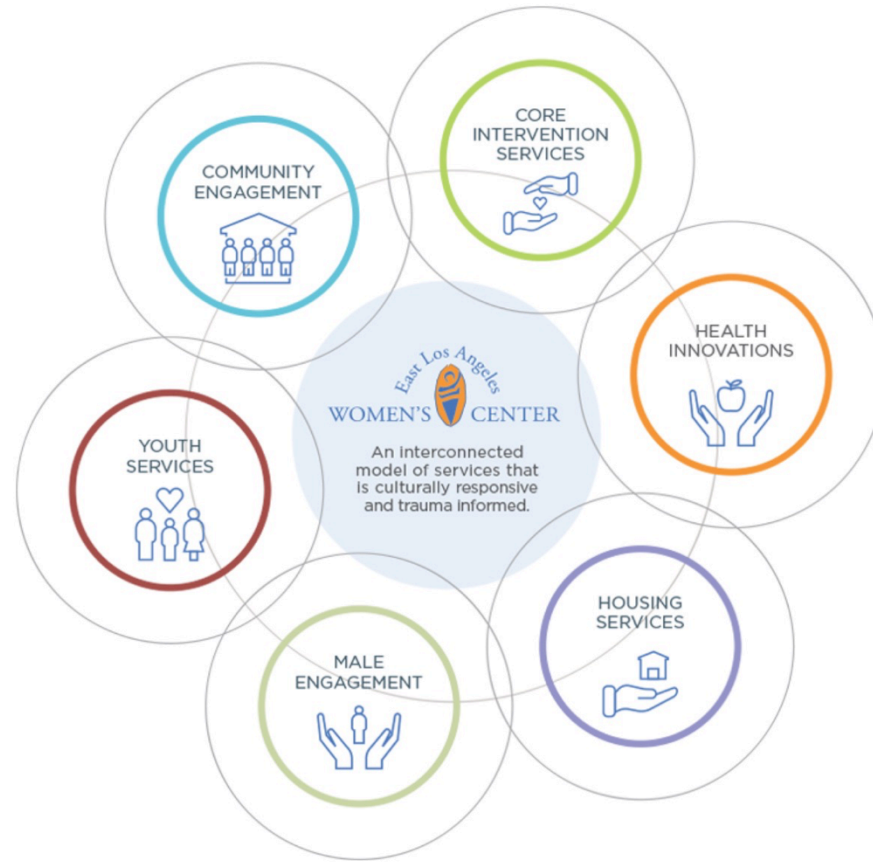 CORE
INTERVENTION
SERVICES
COMMUNITY
ENGAGEMENT
HEALTH
INNOVATIONS
East Los Angeles
WOMEN'S CENTER
An interconnected
model of services that
is culturally responsive
and trauma informed.
YOUTH
SERVICES
HOUSING
SERVICES
MALE
ENGAGEMENT